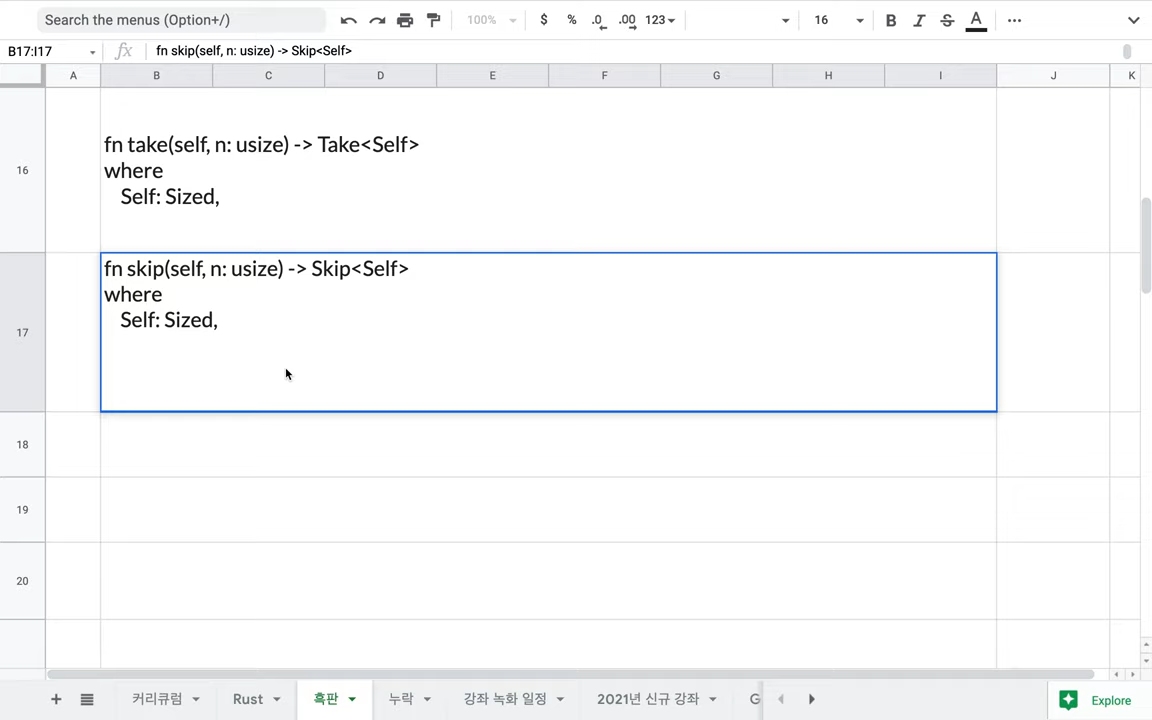 Search the menus (Option+/)
100%
$ % .0 .00 123
16
B I S A
B17:I17
fx
fn skip(self, n: usize) -> Skip<Self>
A B C D E F G H I J K
16
fn take(self, n: usize) -> Take<Self>
where
Self: Sized,
17
fn skip(self, n: usize) -> Skip<Self>
where
Self: Sized,
18
19
20
커리큘럼
Rust
흑판
누락
강좌 녹화 일정
2021년 신규 강좌
G
Explore